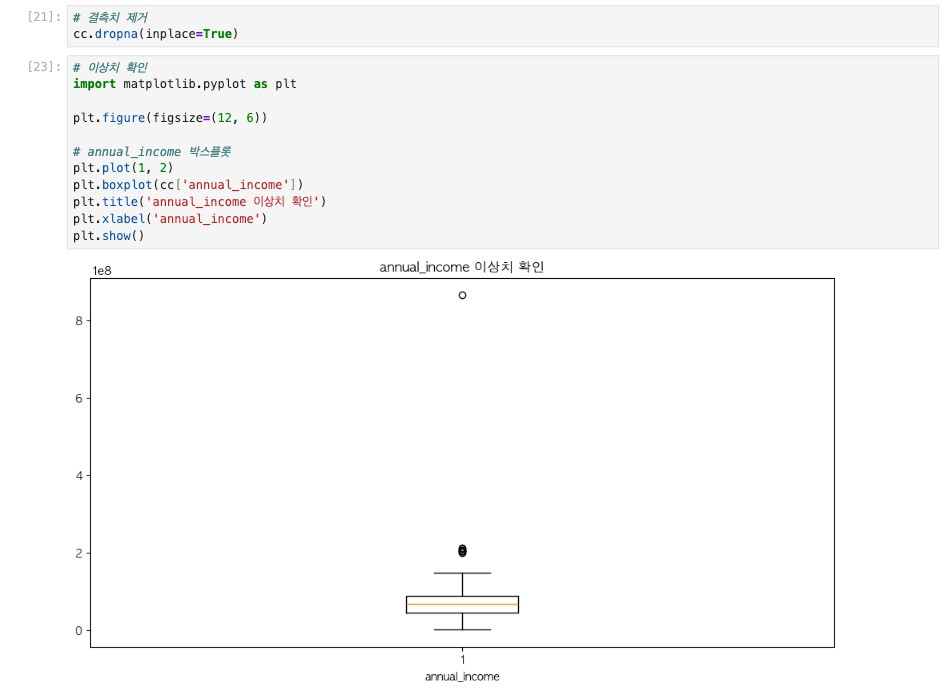 [21]: # 결측치 제거
cc.dropna(inplace=True)
[23]: # 이상치 확인
import matplotlib.pyplot as plt
plt.figure(figsize=(12, 6))
# annual_income 박스플롯
plt.plot(1, 2)
plt.boxplot(cc['annual_income'])
plt.title('annual_income 이상치 확인')
plt.xlabel('annual_income')
plt.show()
annual_income 이상치 확인
1e8
8
6
4
2
0
1
annual_income